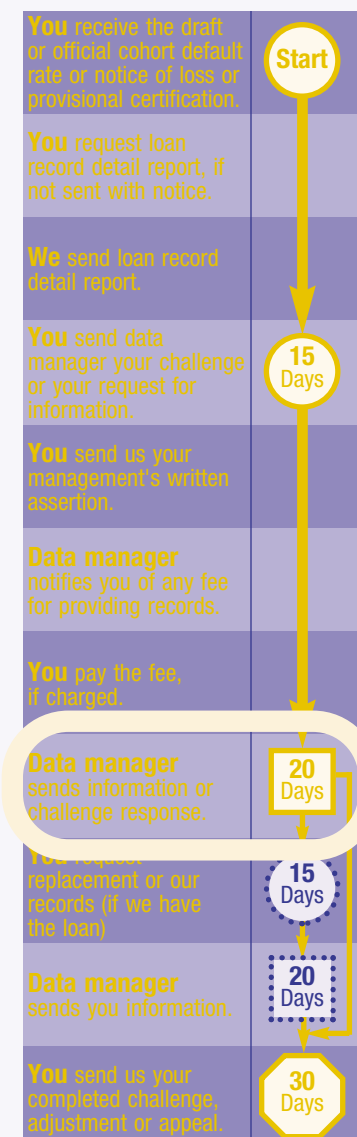 You receive the draft
or official cohort default
rate or notice of loss or
provisional certification.
Start
You request loan
record detail report, if
not sent with notice.
We send loan record
detail report.
You send data
manager your challenge
or your request for
information.
15
Days
You send us your
management's written
assertion.
Data manager
notifies you of any fee
for providing records.
You pay the fee,
if charged.
Data manager
sends information or
challenge response.
20
Days
You request
replacement or our
records (if we have
the loan)
15
Days
Data manager
sends you information.
20
Days
You send us your
completed challenge,
adjustment or appeal.
30
Days